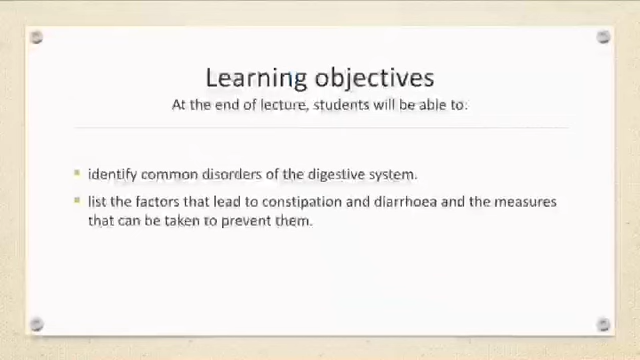 Learning objectives
At the end of lecture, students will be able to:
identify common disorders of the digestive system.
list the factors that lead to constipation and diarrhoea and the measures
that can be taken to prevent them.